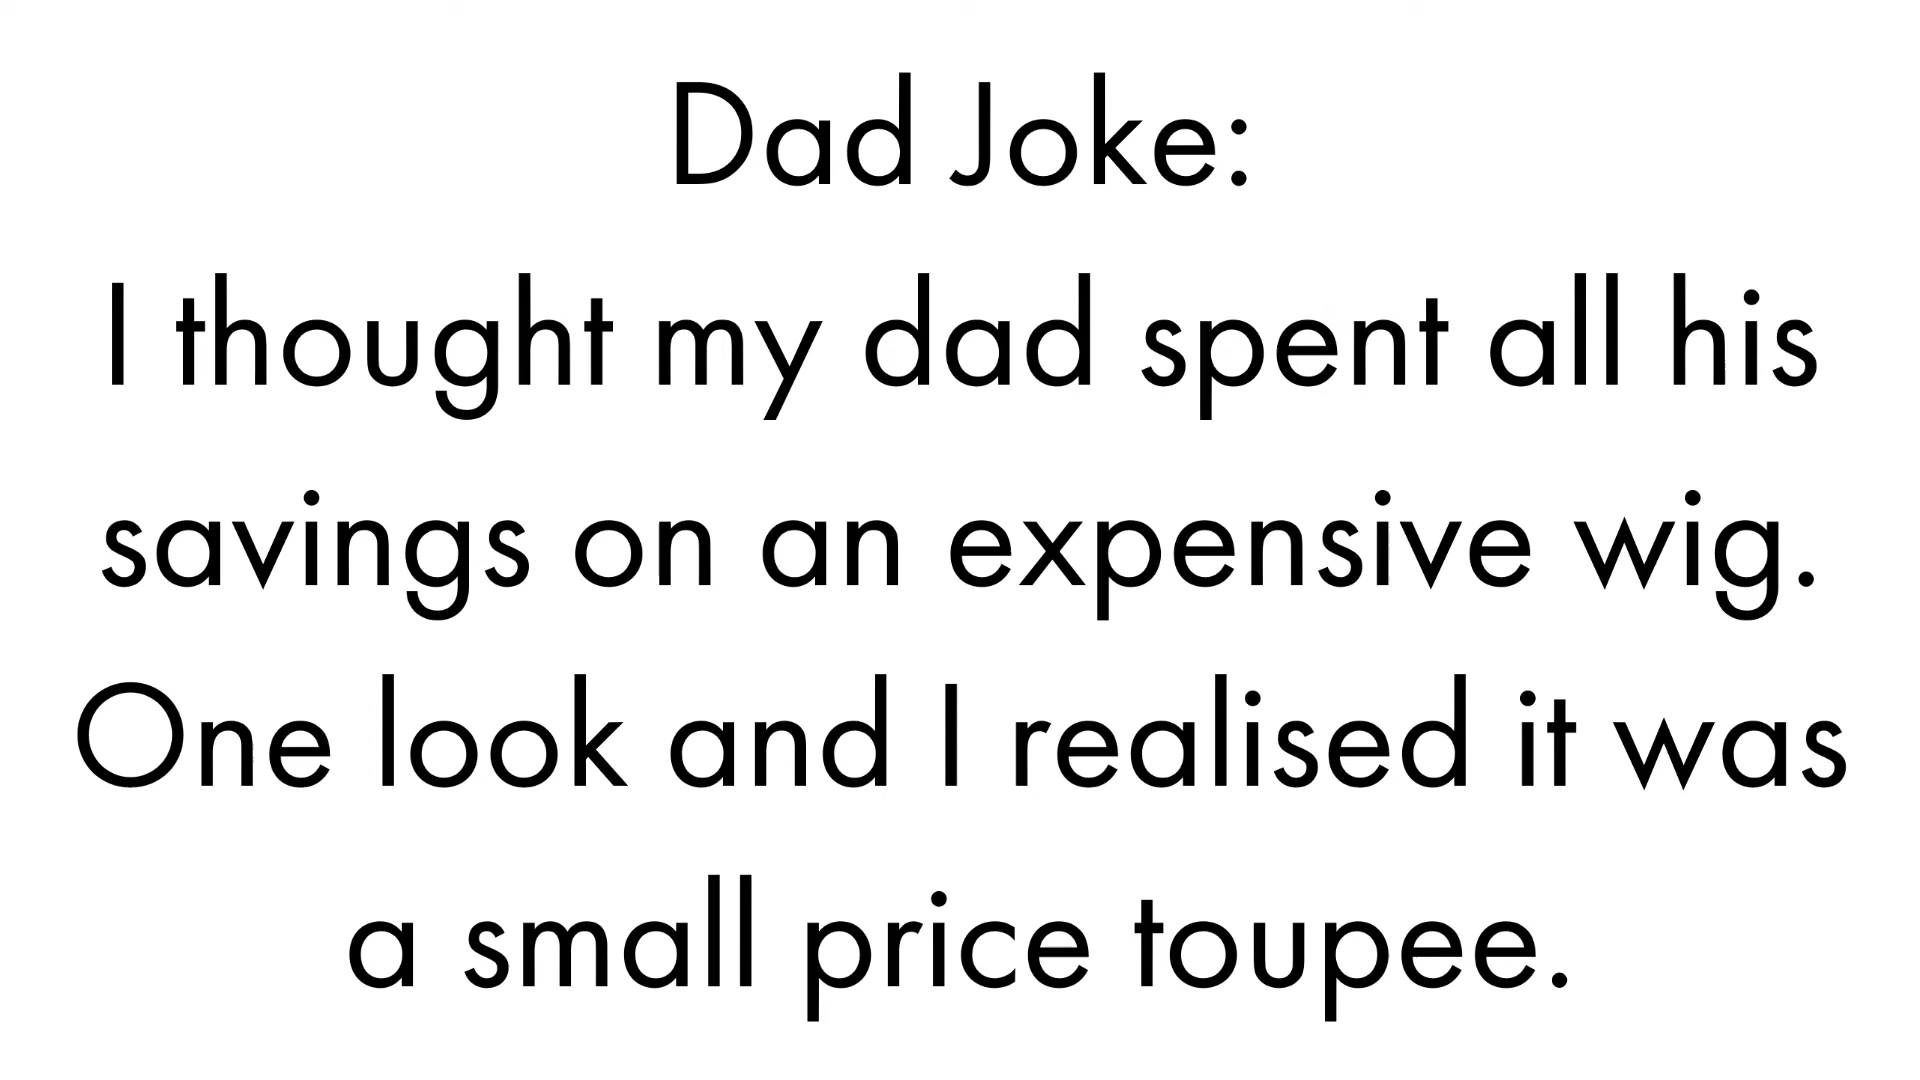 Dad Joke:
I thought my dad spent all his
savings on an expensive wig.
One look and I realised it was
a small price toupee.